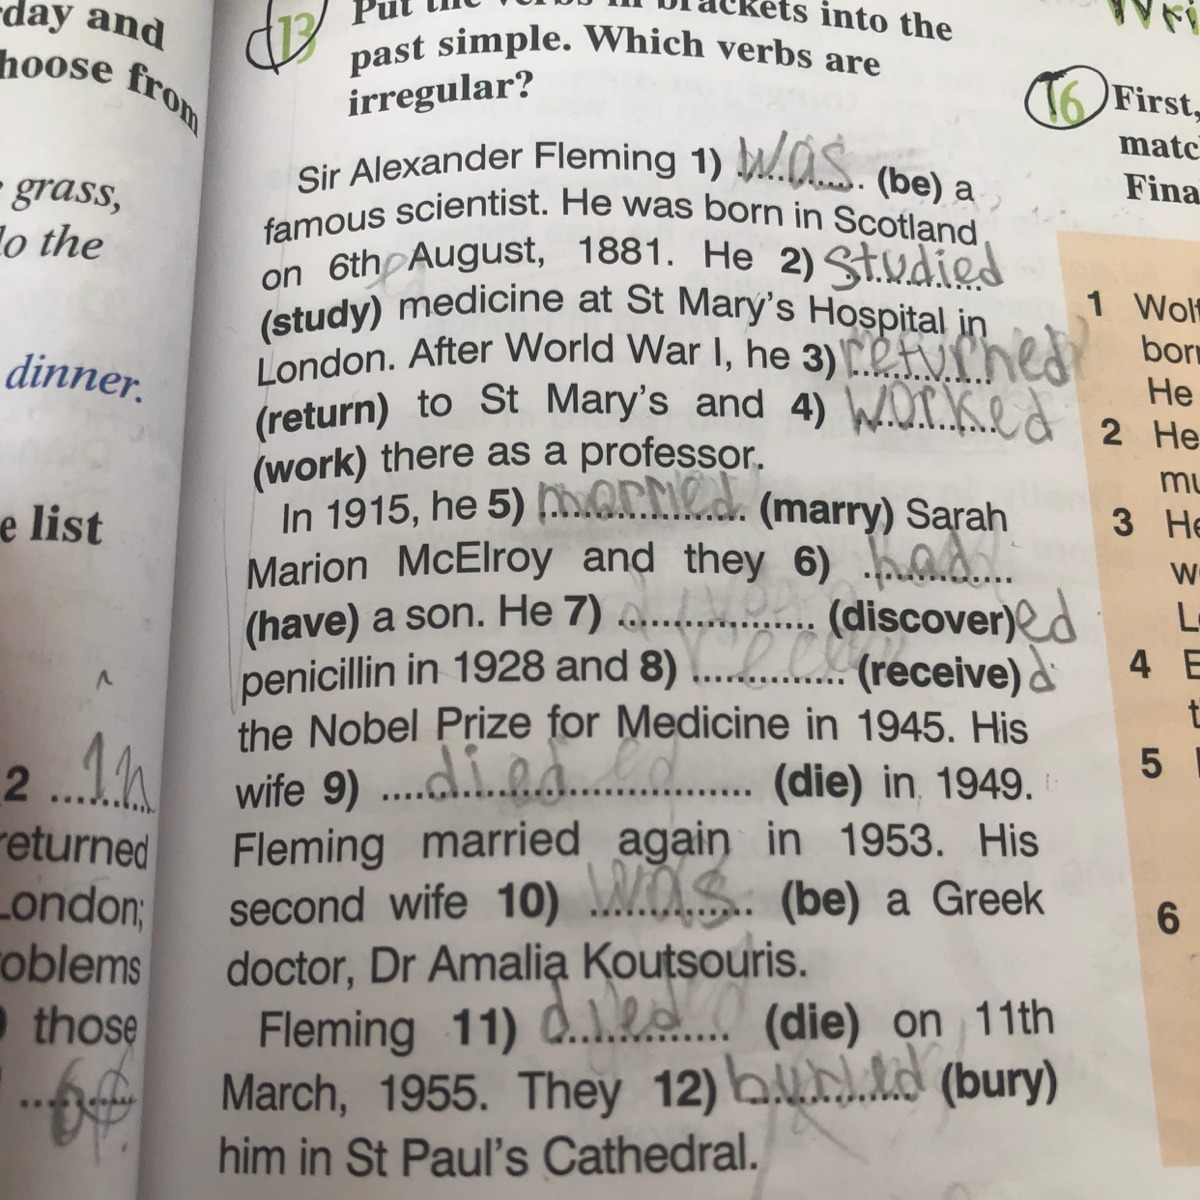 day and
hoose from
grass,
lo the
dinner.
e list
2 ....1n
returned
London;
oblems
those
13 Put the verbs in brackets into the
past simple. Which verbs are
irregular?
Sir Alexander Fleming 1) was (be) a
famous scientist. He was born in Scotland
on 6th August, 1881. He 2) Studied
(study) medicine at St Mary's Hospital in
London. After World War I, he 3) returned
(return) to St Mary's and 4) worked
(work) there as a professor.
In 1915, he 5) married (marry) Sarah
Marion McElroy and they 6) had
(have) a son. He 7) ................ (discover)ed
penicillin in 1928 and 8) .............. (receive)d
the Nobel Prize for Medicine in 1945. His
wife 9) died (die) in 1949.
Fleming married again in 1953. His
second wife 10) was (be) a Greek
doctor, Dr Amalia Koutsouris.
Fleming 11) died (die) on 11th
March, 1955. They 12) buried (bury)
him in St Paul's Cathedral.
Wri
16 First,
matc
Fina
1 Wolf
born
He
2 He
mu
3 He
w
L
4 E
t
5
6